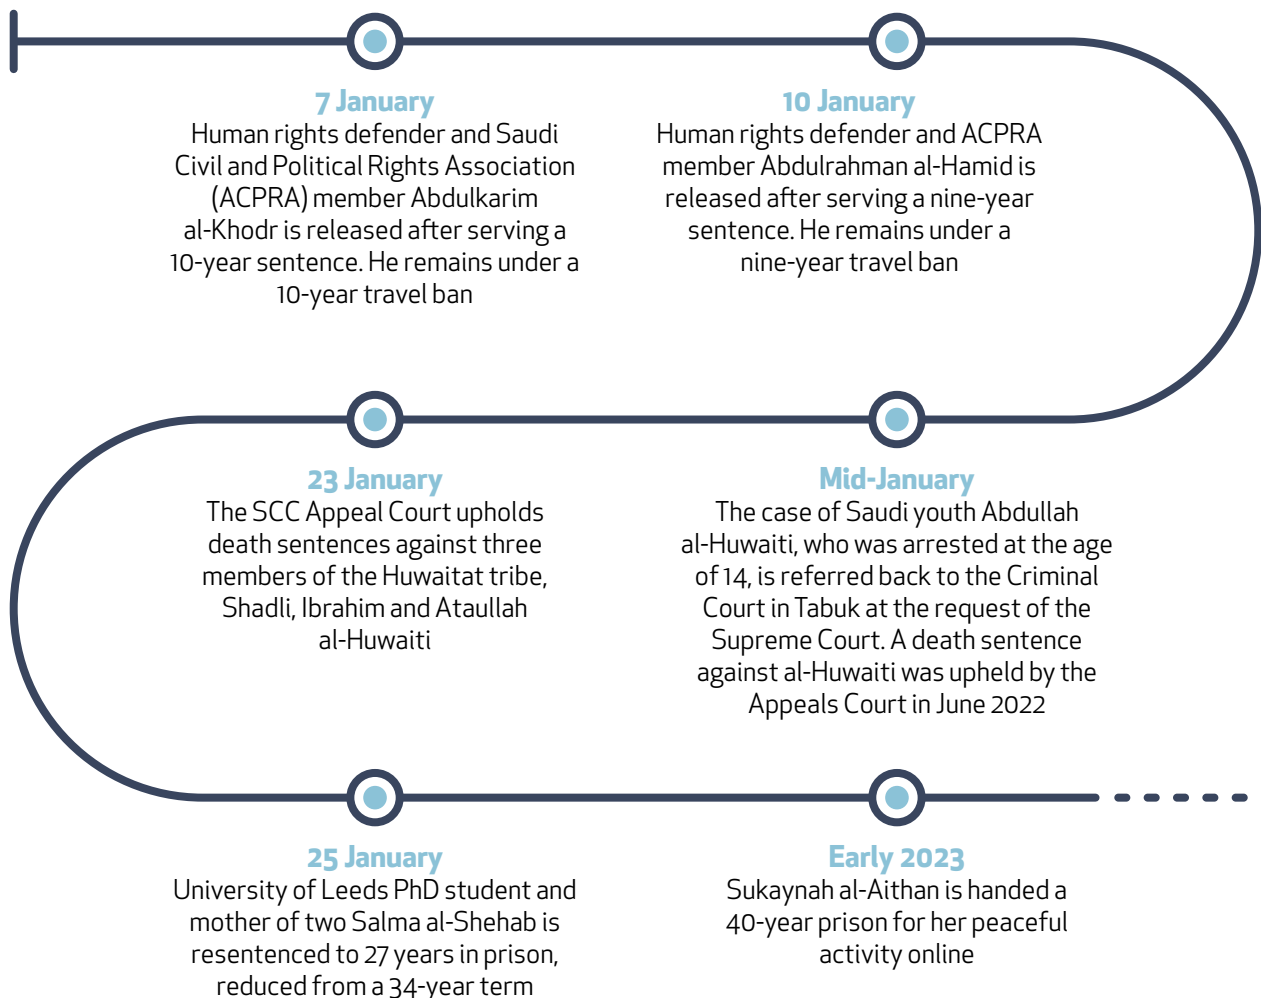 7 January
Human rights defender and Saudi
Civil and Political Rights Association
(ACPRA) member Abdulkarim
al-Khodr is released after serving a
10-year sentence. He remains under a
10-year travel ban
10 January
Human rights defender and ACPRA
member Abdulrahman al-Hamid is
released after serving a nine-year
sentence. He remains under a
nine-year travel ban
Mid-January
The case of Saudi youth Abdullah
al-Huwaiti, who was arrested at the age
of 14, is referred back to the Criminal
Court in Tabuk at the request of the
Supreme Court. A death sentence
against al-Huwaiti was upheld by the
Appeals Court in June 2022
23 January
The SCC Appeal Court upholds
death sentences against three
members of the Huwaitat tribe,
Shadli, Ibrahim and Ataullah
al-Huwaiti
25 January
University of Leeds PhD student and
mother of two Salma al-Shehab is
resentenced to 27 years in prison,
reduced from a 34-year term
Early 2023
Sukaynah al-Aithan is handed a
40-year prison for her peaceful
activity online